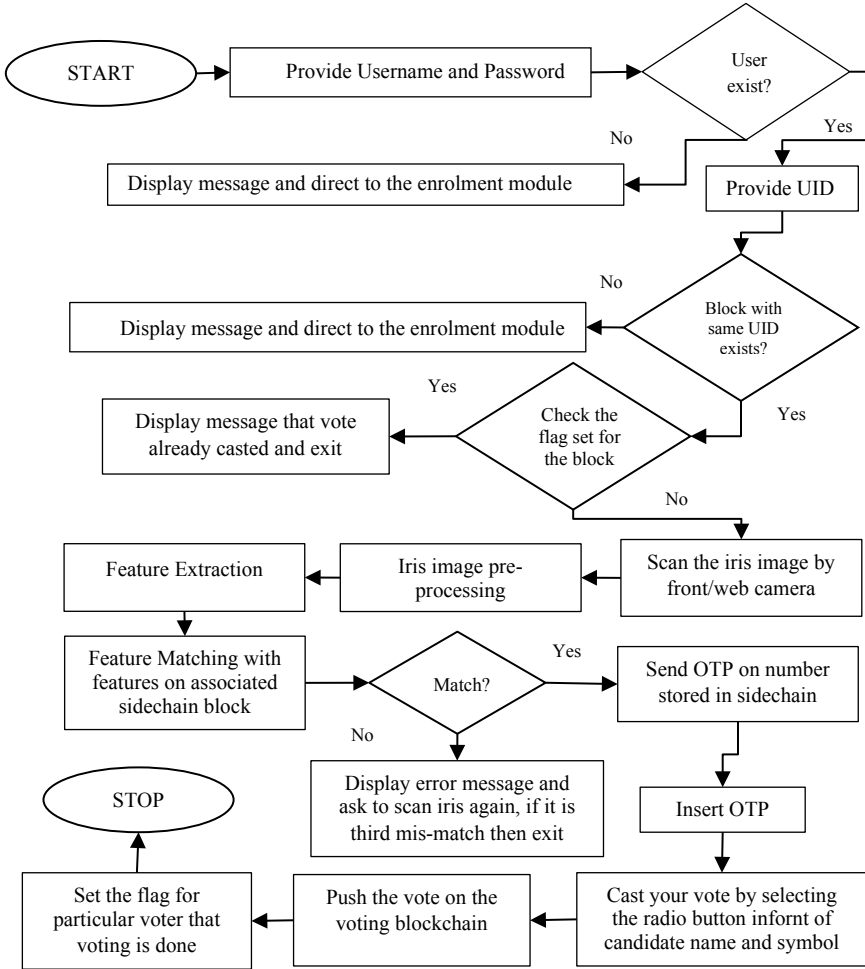 START
Provide Username and Password
User
exist?
No
Yes
Display message and direct to the enrolment module
Provide UID
No
Block with
same UID
exists?
Display message and direct to the enrolment module
Yes
Yes
Display message that vote
already casted and exit
Check the
flag set for
the block
No
Scan the iris image by
front/web camera
Iris image pre-
processing
Feature Extraction
Feature Matching with
features on associated
sidechain block
Match?
Yes
Send OTP on number
stored in sidechain
No
Display error message and
ask to scan iris again, if it is
third mis-match then exit
STOP
Insert OTP
Cast your vote by selecting
the radio button infornt of
candidate name and symbol
Push the vote on the
voting blockchain
Set the flag for
particular voter that
voting is done